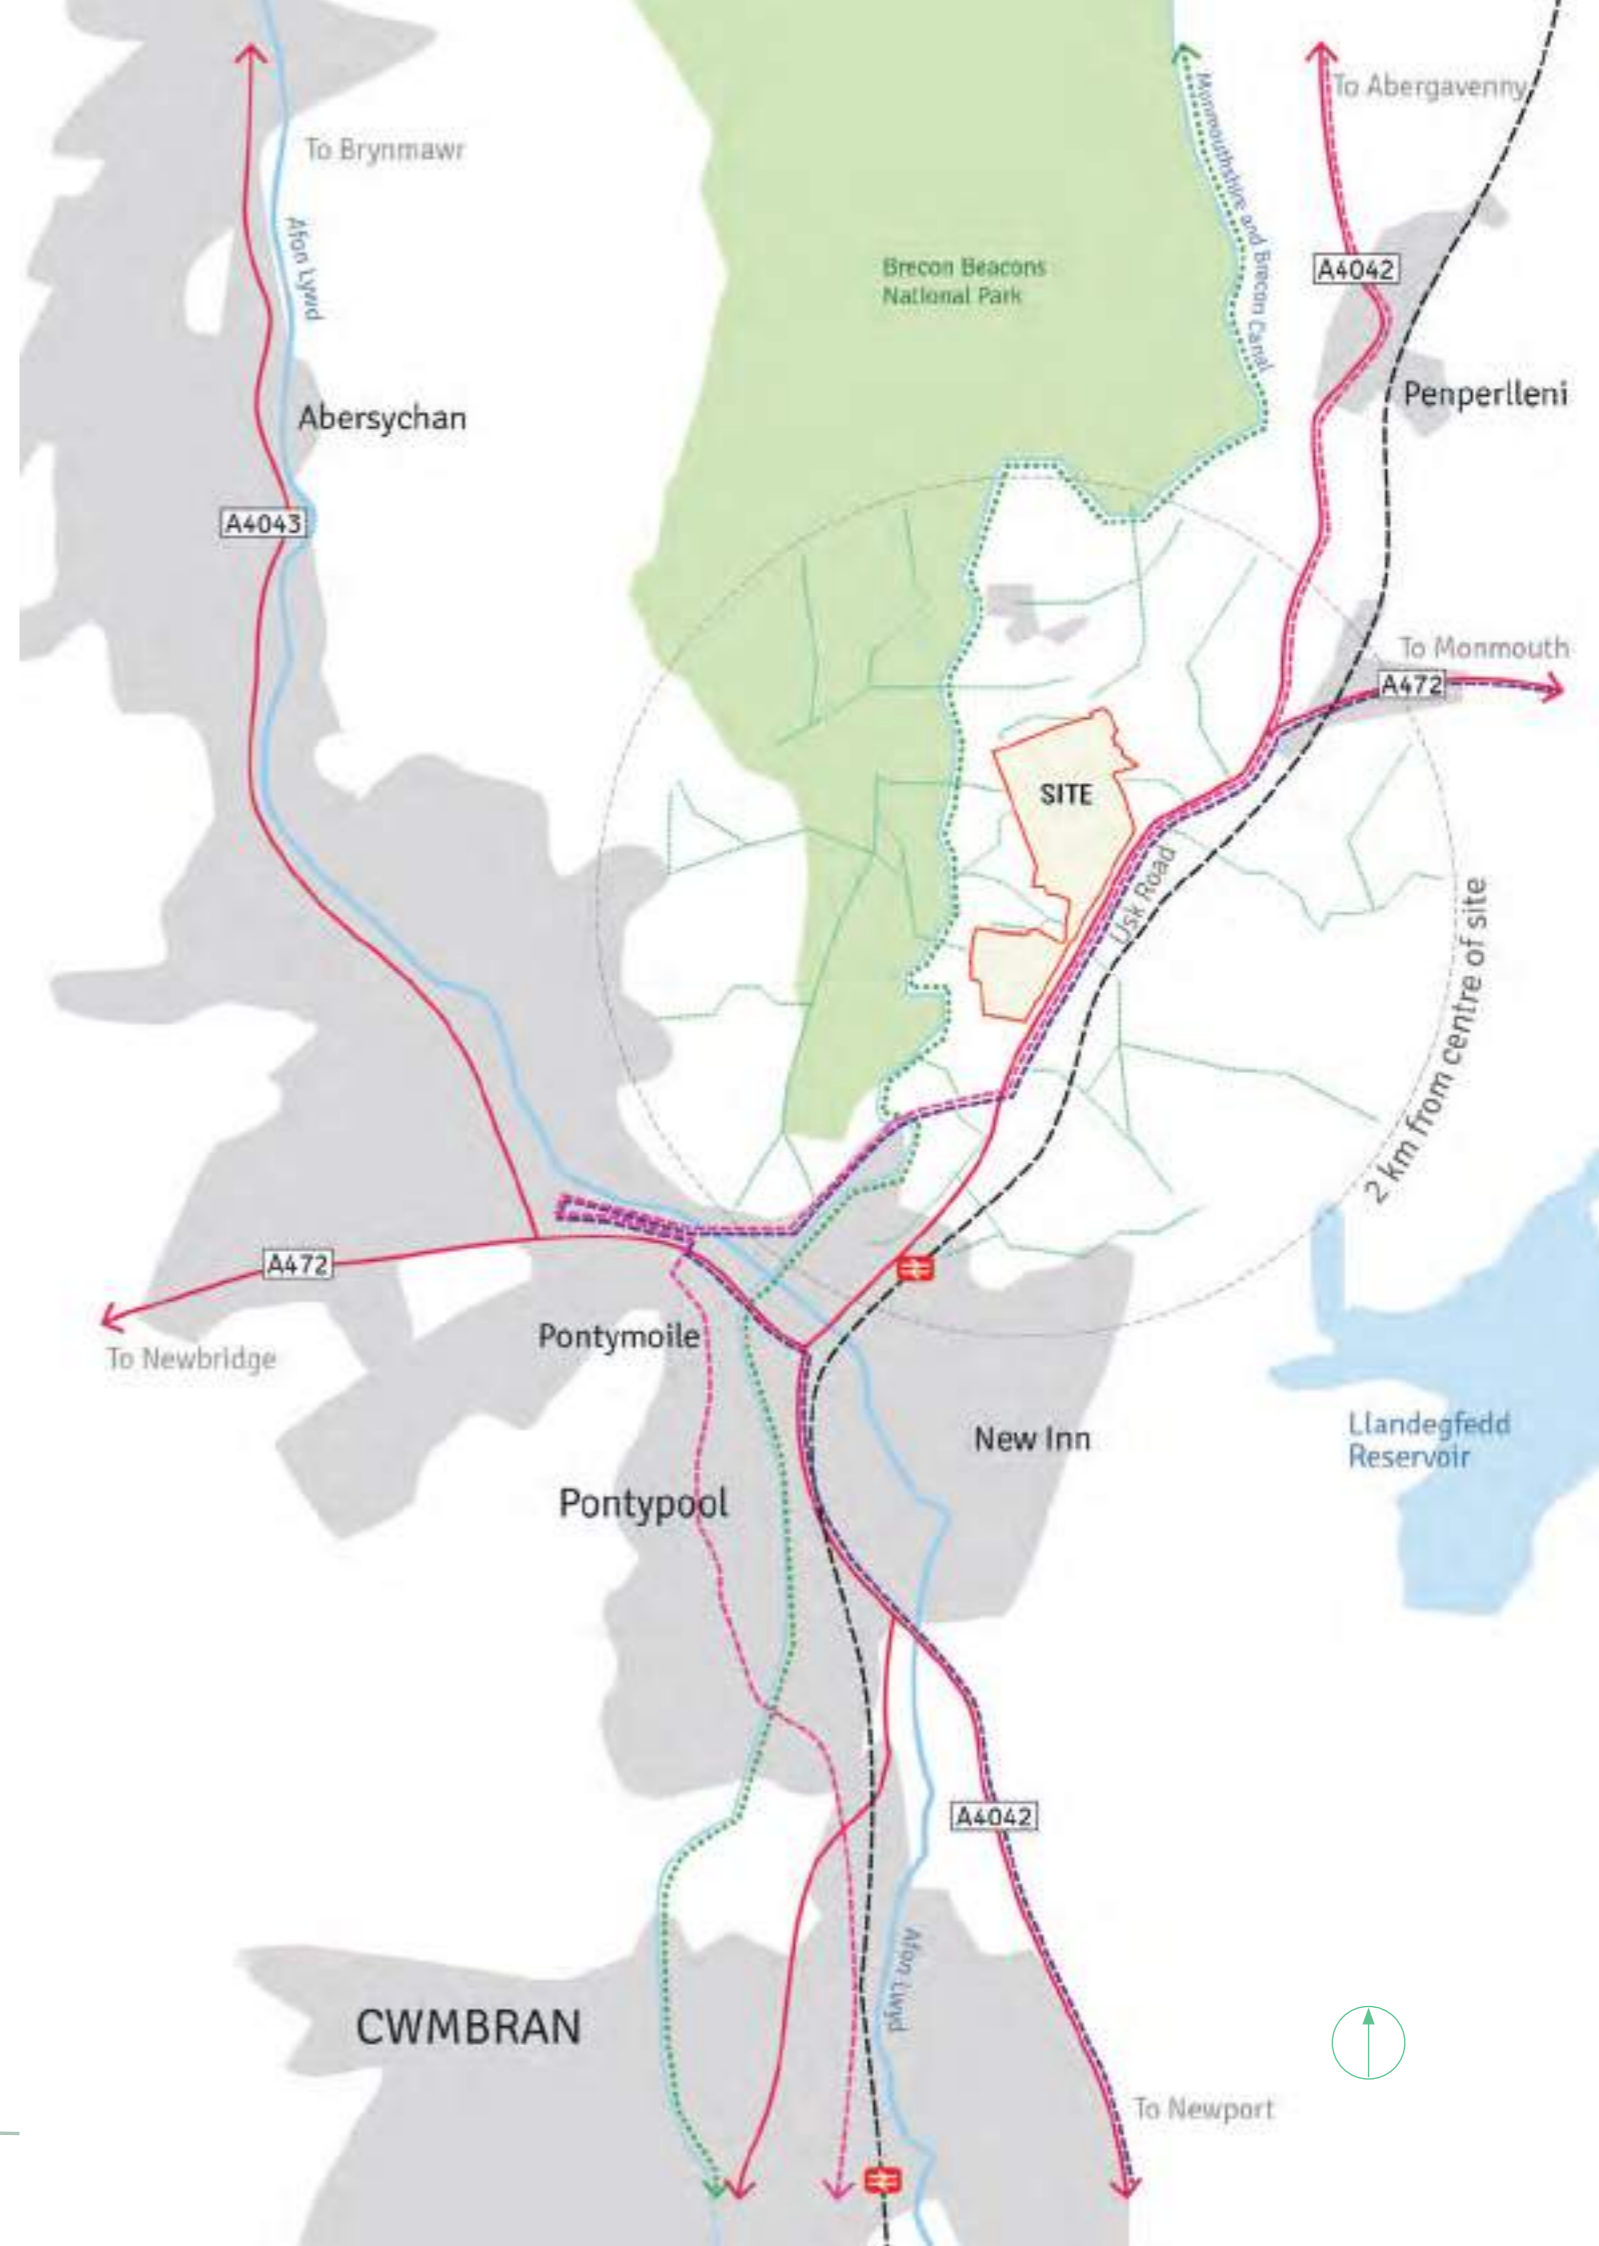 To Abergavenny
To Brynmawr
Monmouthshire and Brecon Canal
Afon Lywd
Brecon Beacons
National Park
A4042
Penperlleni
Abersychan
A4043
To Monmouth
A472
SITE
Usk Road
2 km from centre of site
A472
Pontymoile
To Newbridge
Llandegfedd
Reservoir
New Inn
Pontypool
A4042
Afon Lwyd
CWMBRAN
To Newport